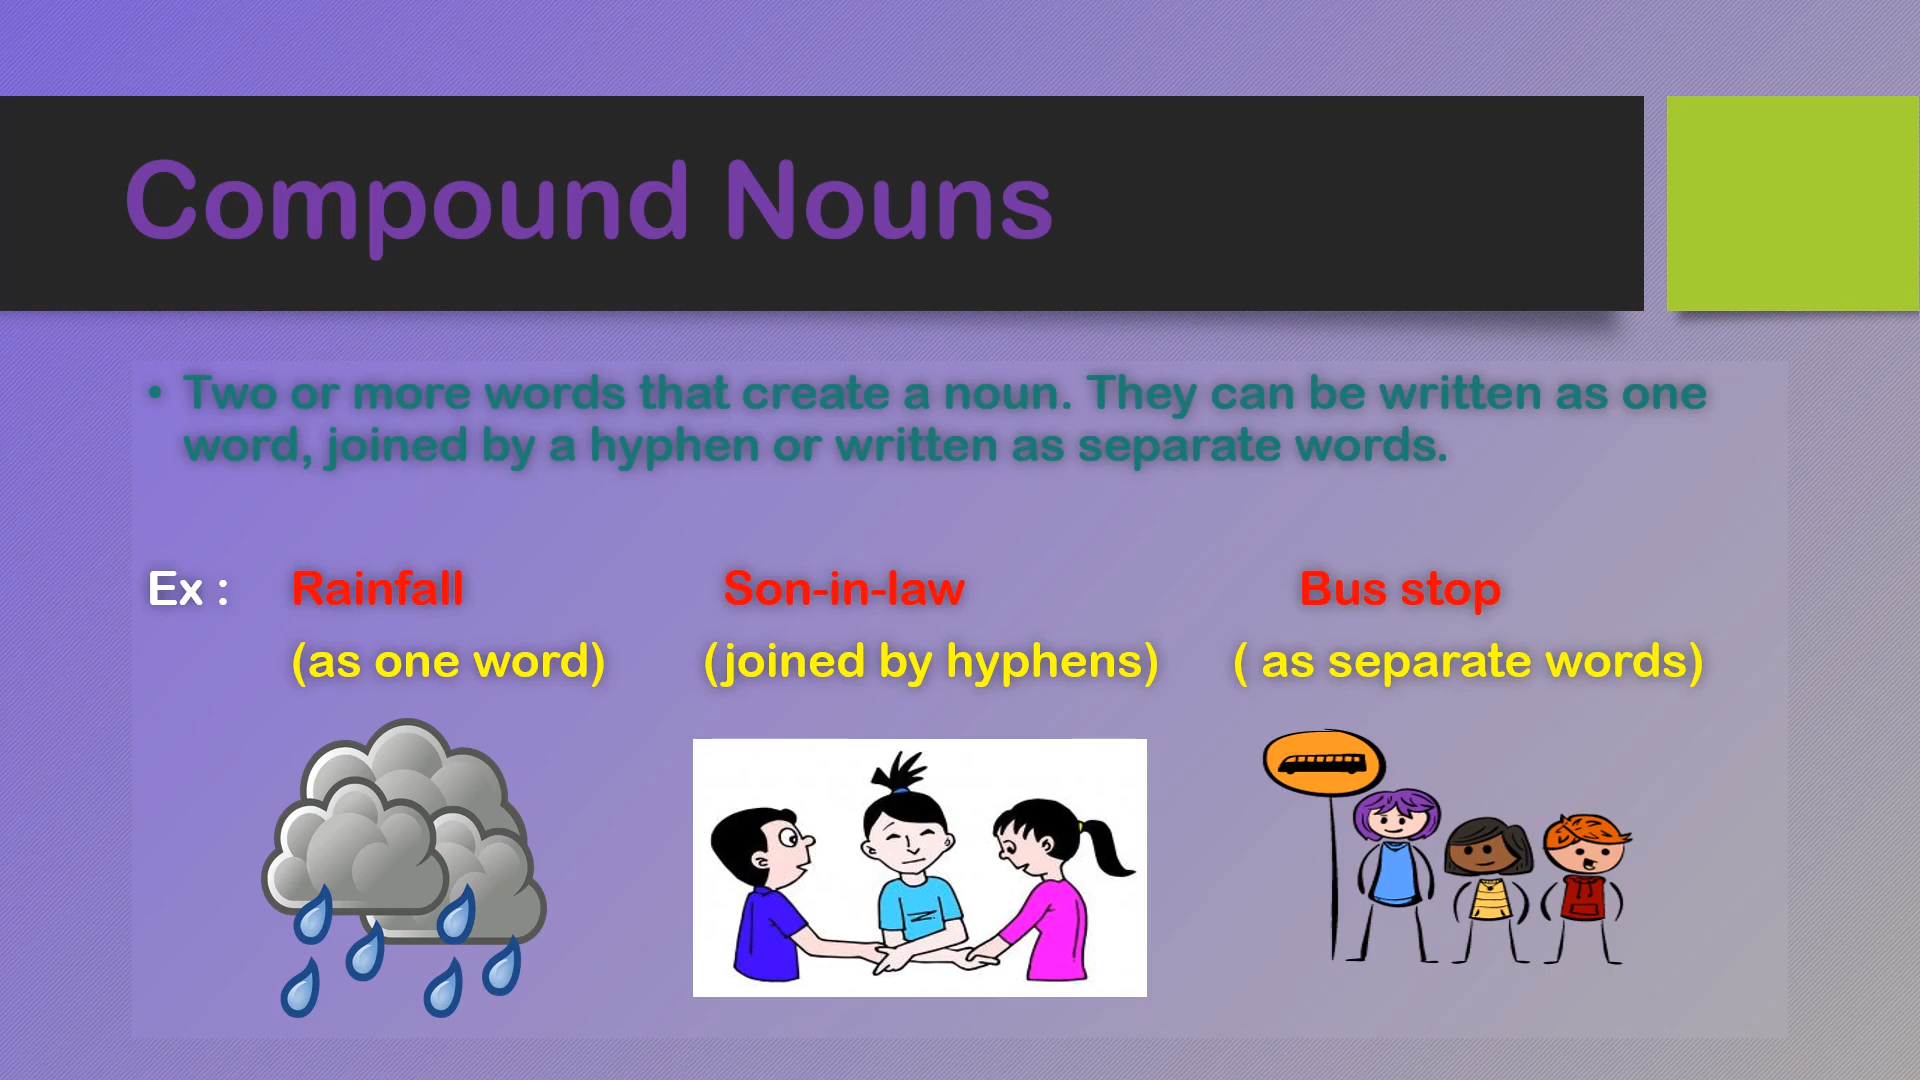 Compound Nouns
• Two or more words that create a noun. They can be written as one
word, joined by a hyphen or written as separate words.
Ex : Rainfall Son-in-law Bus stop
(as one word) (joined by hyphens) ( as separate words)